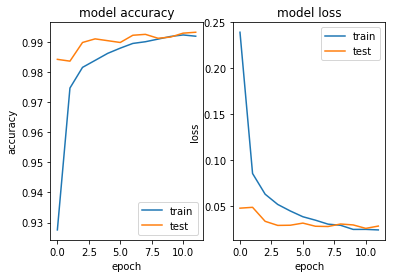 model accuracy
0.99
0.98
0.97
0.96
0.95
0.94
0.93
accuracy
0.0
2.5
5.0
7.5
10.0
epoch
train
test
model loss
0.25
0.20
0.15
0.10
0.05
loss
0.0
2.5
5.0
7.5
10.0
epoch
train
test